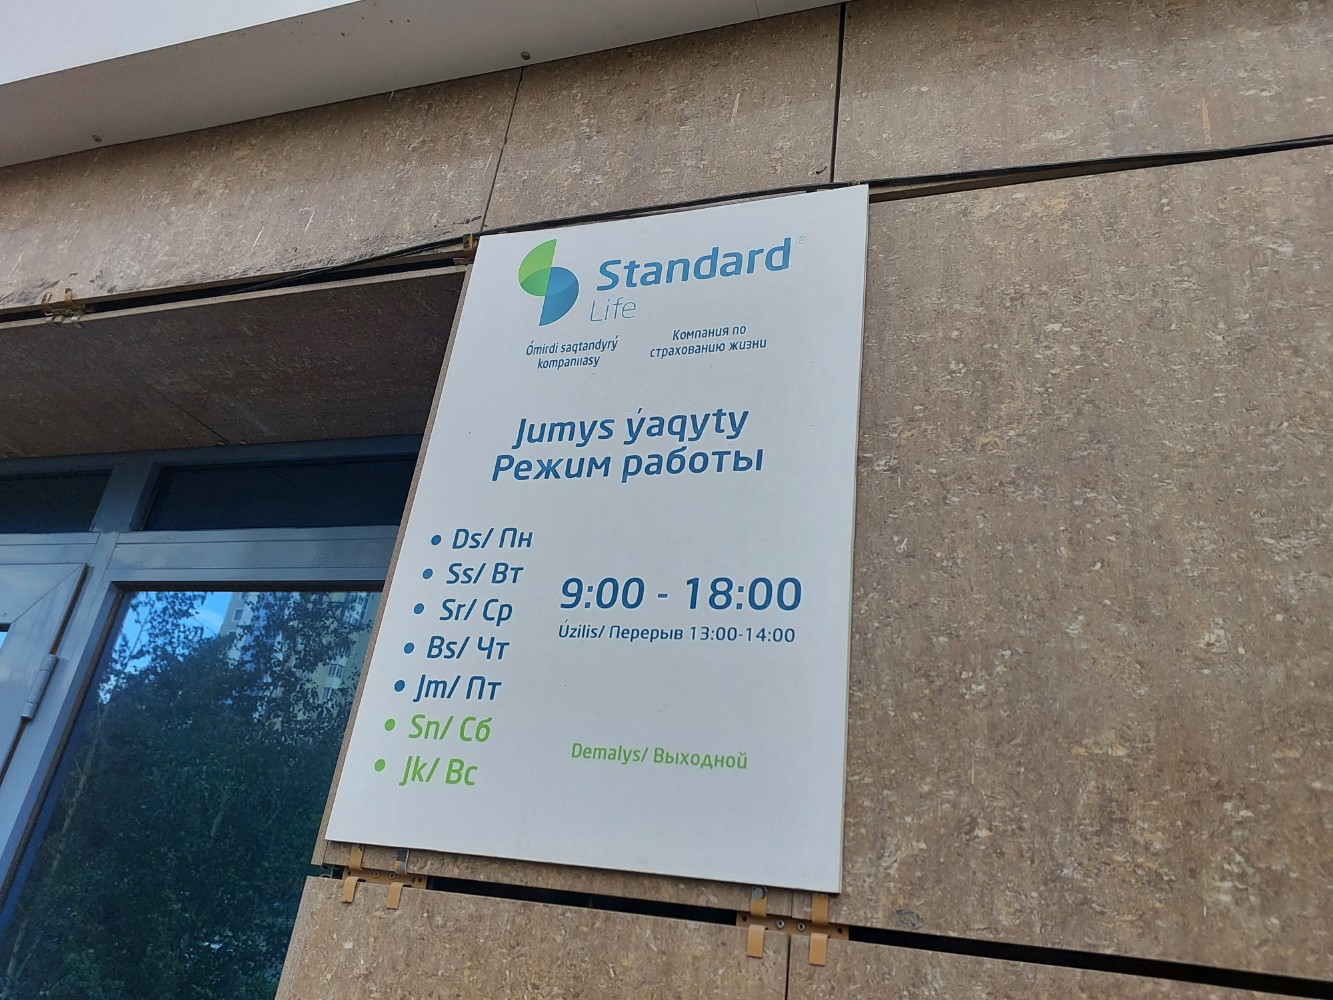 Standard®
Life
Ómirdi saqtandyrý
kompanııasy
Компания по
страхованию жизни
Jumys ýaqyty
Режим работы
• Ds/ Пн
• Ss/ Вт
• Sr/ Ср
• Bs/ Чт
• Jm/ Пт
• Sn/ Сб
• Jk/ Вс
9:00 - 18:00
Úzilis/ Перерыв 13:00-14:00
Demalys/ Выходной